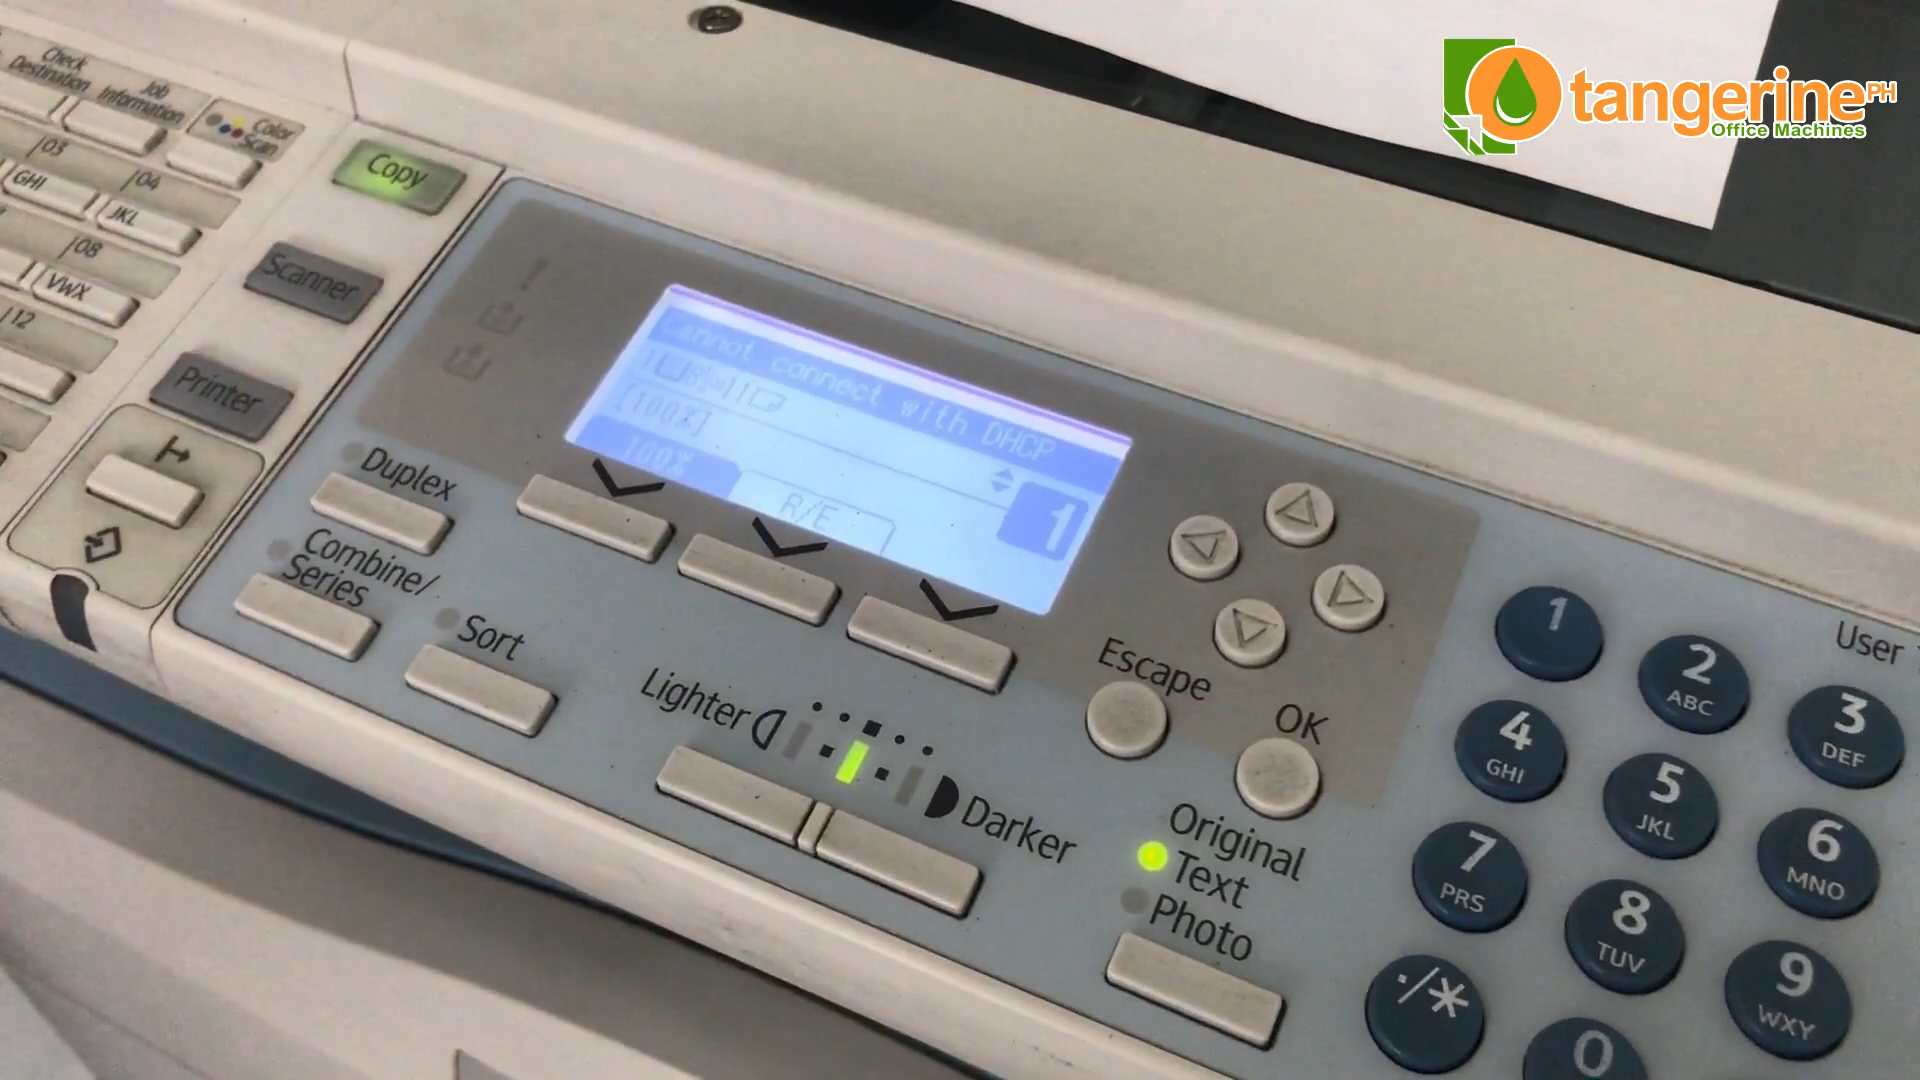 tangerinePH
Office Machines
Check
Destination
Job
Information
Color
Scan
03
GHI
04
JKL
08
VWX
12
Copy
Scanner
Printer
Cannot connect with DHCP
[100%]
100%
R/E
1
Duplex
Combine/
Series
Sort
Lighter
Darker
Escape
OK
Original
Text
Photo
User
1
2
ABC
3
DEF
4
GHI
5
JKL
6
MNO
7
PRS
8
TUV
9
WXY
./*
0